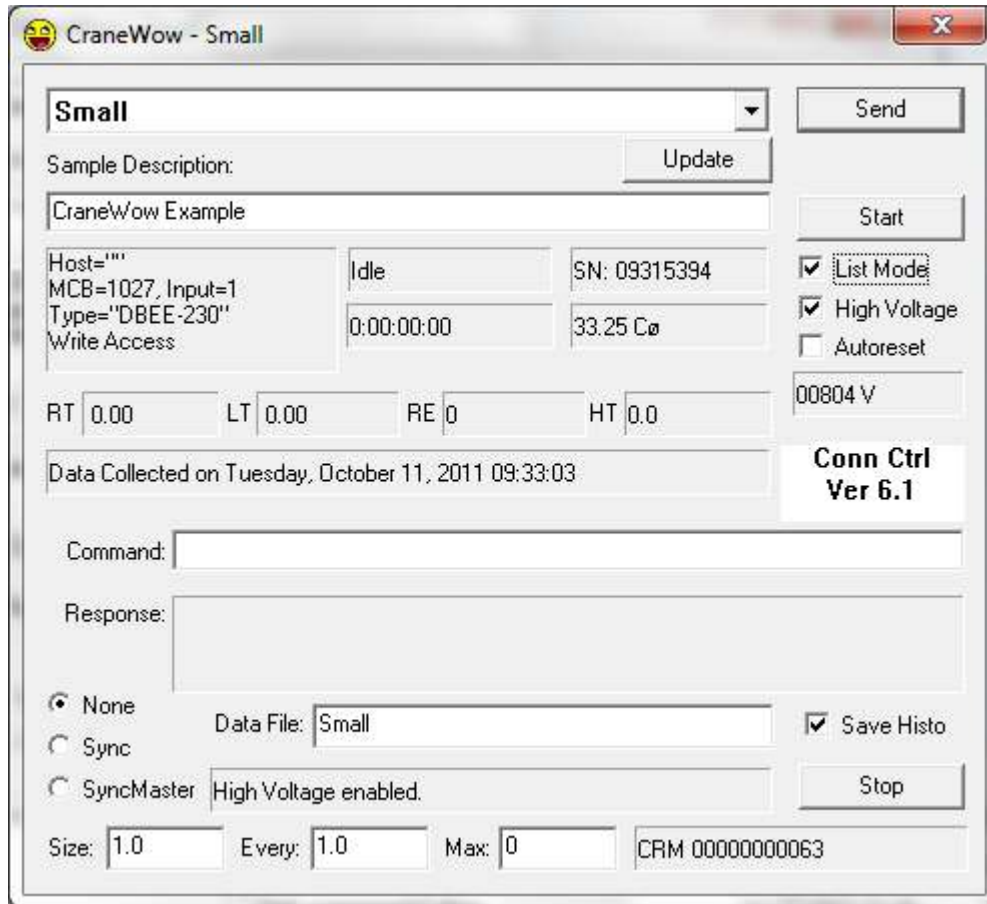 CraneWow - Small
Small
Send
Sample Description:
Update
CraneWow Example
Start
Host=""
MCB=1027, Input=1
Type="DBEE-230"
Write Access
Idle
SN: 09315394
0:00:00:00
33.25 Cø
List Mode
High Voltage
Autoreset
00804 V
RT 0.00 LT 0.00 RE 0 HT 0.0
Data Collected on Tuesday, October 11, 2011 09:33:03
Conn Ctrl
Ver 6.1
Command:
Response:
None
Sync
SyncMaster
Data File: Small
Save Histo
High Voltage enabled.
Stop
Size: 1.0 Every: 1.0 Max: 0 CRM 00000000063